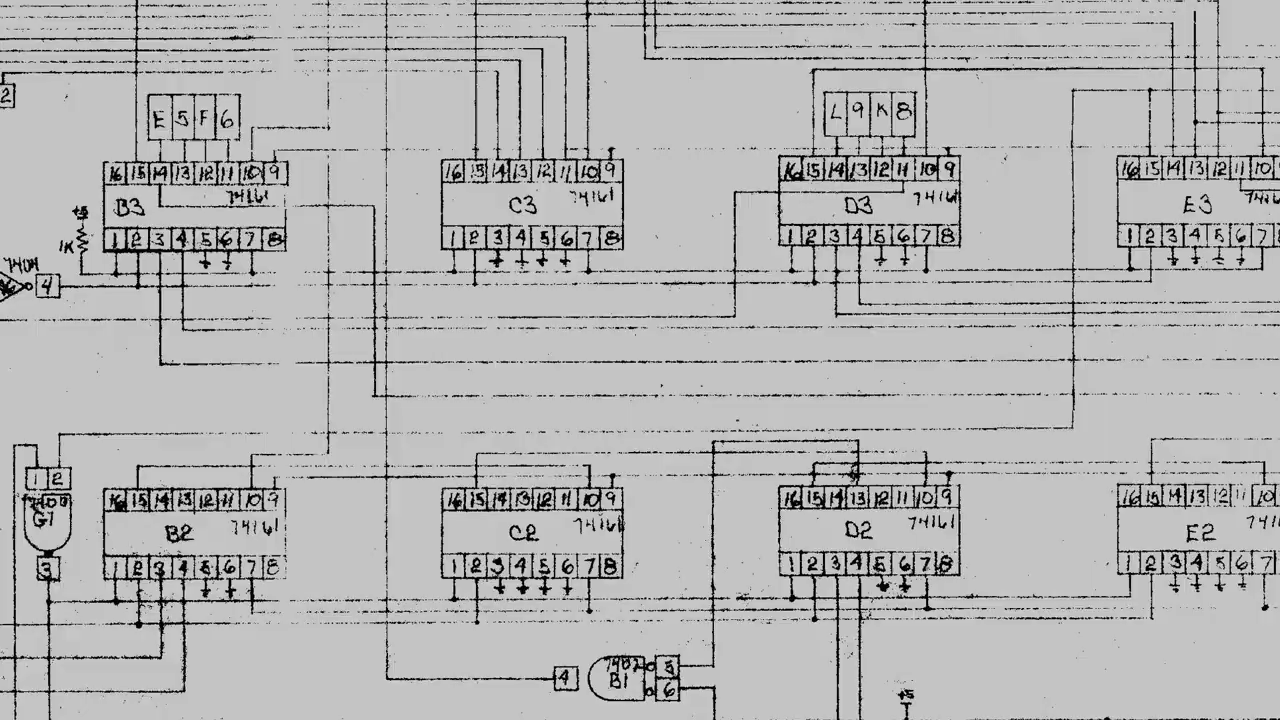 2
E 5 F 6
L 9 K 8
16 15 14 13 12 11 10 9
74161
B3
1 2 3 4 5 6 7 8
16 15 14 13 12 11 10 9
74161
C3
1 2 3 4 5 6 7 8
16 15 14 13 12 11 10 9
74161
D3
1 2 3 4 5 6 7 8
16 15 14 13 12 11 10
E3
1 2 3 4 5 6 7
+5
1K
7404
4
1 2
7400
G1
3
16 15 14 13 12 11 10 9
74161
B2
1 2 3 4 5 6 7 8
16 15 14 13 12 11 10 9
74161
C2
1 2 3 4 5 6 7 8
16 15 14 13 12 11 10 9
74161
D2
1 2 3 4 5 6 7 8
16 15 14 13 12 11 10
E2
1 2 3 4 5 6 7
4
7402
B1
5
6
+5